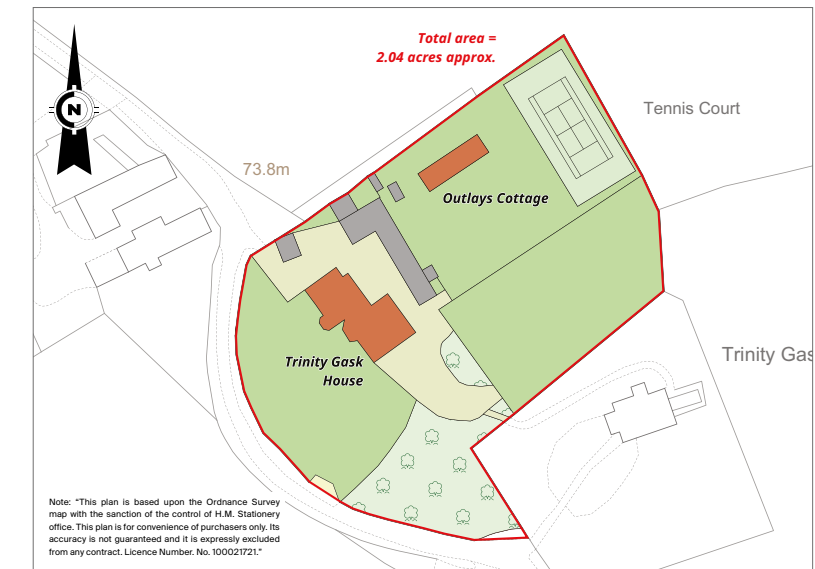 Total area =
2.04 acres approx.
N
Tennis Court
73.8m
Outlays Cottage
Trinity Gask
House
Trinity Gas
Note: "This plan is based upon the Ordnance Survey
map with the sanction of the control of H.M. Stationery
office. This plan is for convenience of purchasers only. Its
accuracy is not guaranteed and it is expressly excluded
from any contract. Licence Number. No. 100021721."